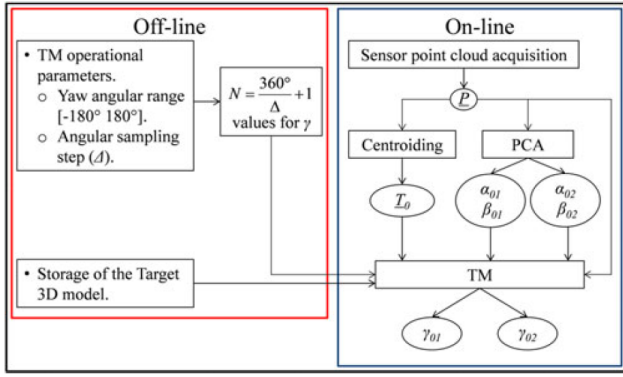 Off-line
• TM operational
parameters.
o Yaw angular range
[-180° 180°].
o Angular sampling
step (Δ).
N = 360°/Δ + 1
values for γ
• Storage of the Target
3D model.
On-line
Sensor point cloud acquisition
P
Centroiding
PCA
T0
α01
β01
α02
β02
TM
γ01
γ02